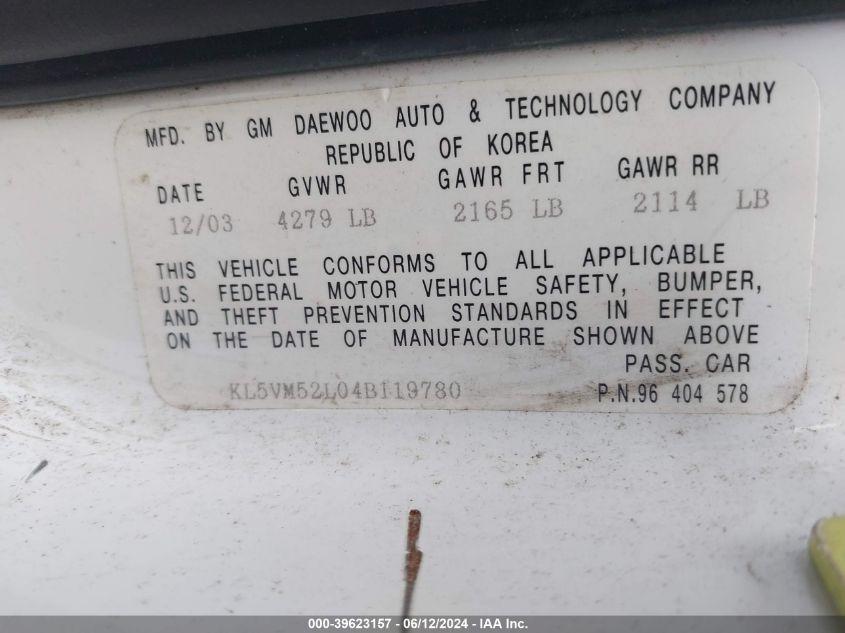 MFD. BY GM DAEWOO AUTO & TECHNOLOGY COMPANY
REPUBLIC OF KOREA
DATE GVWR GAWR FRT GAWR RR
12/03 4279 LB 2165 LB 2114 LB
THIS VEHICLE CONFORMS TO ALL APPLICABLE
U.S. FEDERAL MOTOR VEHICLE SAFETY, BUMPER,
AND THEFT PREVENTION STANDARDS IN EFFECT
ON THE DATE OF MANUFACTURE SHOWN ABOVE
PASS. CAR
KL5VM52L04B119780 P.N.96 404 578
000-39623157 - 06/12/2024 - IAA Inc.